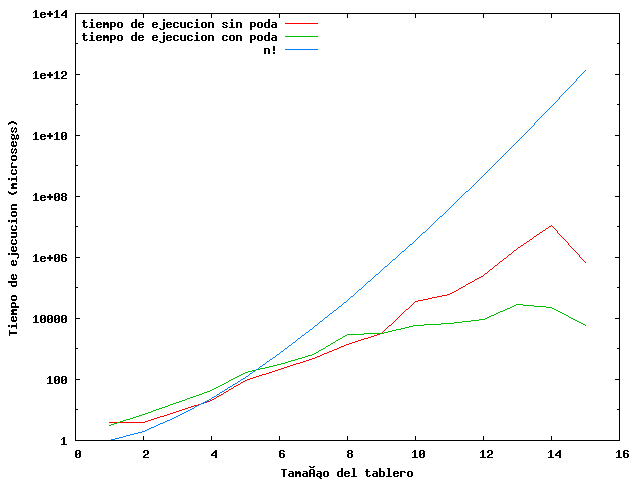 1e+14
tiempo de ejecucion sin poda
tiempo de ejecucion con poda
n!
1e+12
1e+10
1e+08
1e+06
10000
100
1
0 2 4 6 8 10 12 14 16
Tiempo de ejecucion (microsegs)
TamaÃąo del tablero